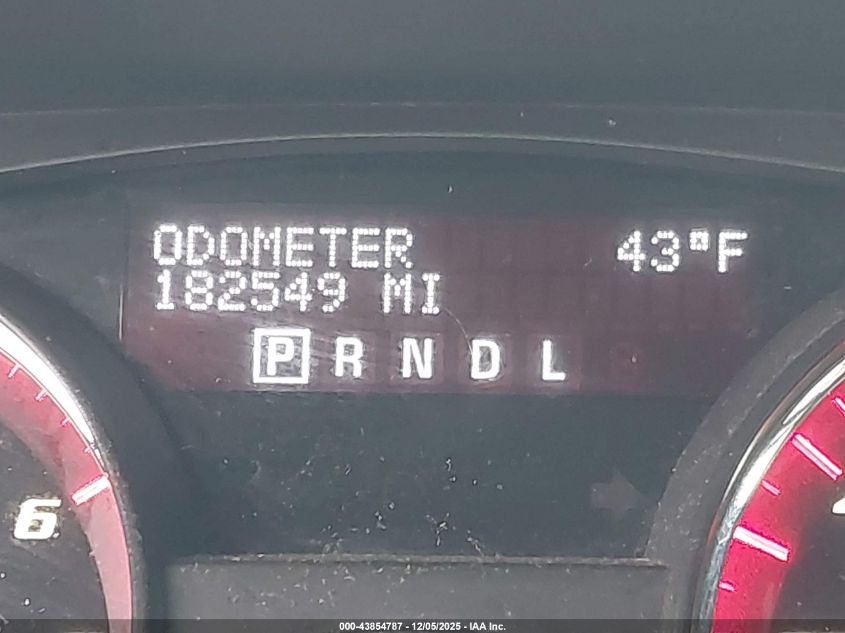 ODOMETER 43°F
182549 MI
P R N D L
6
000-43854787 - 12/05/2025 - IAA Inc.